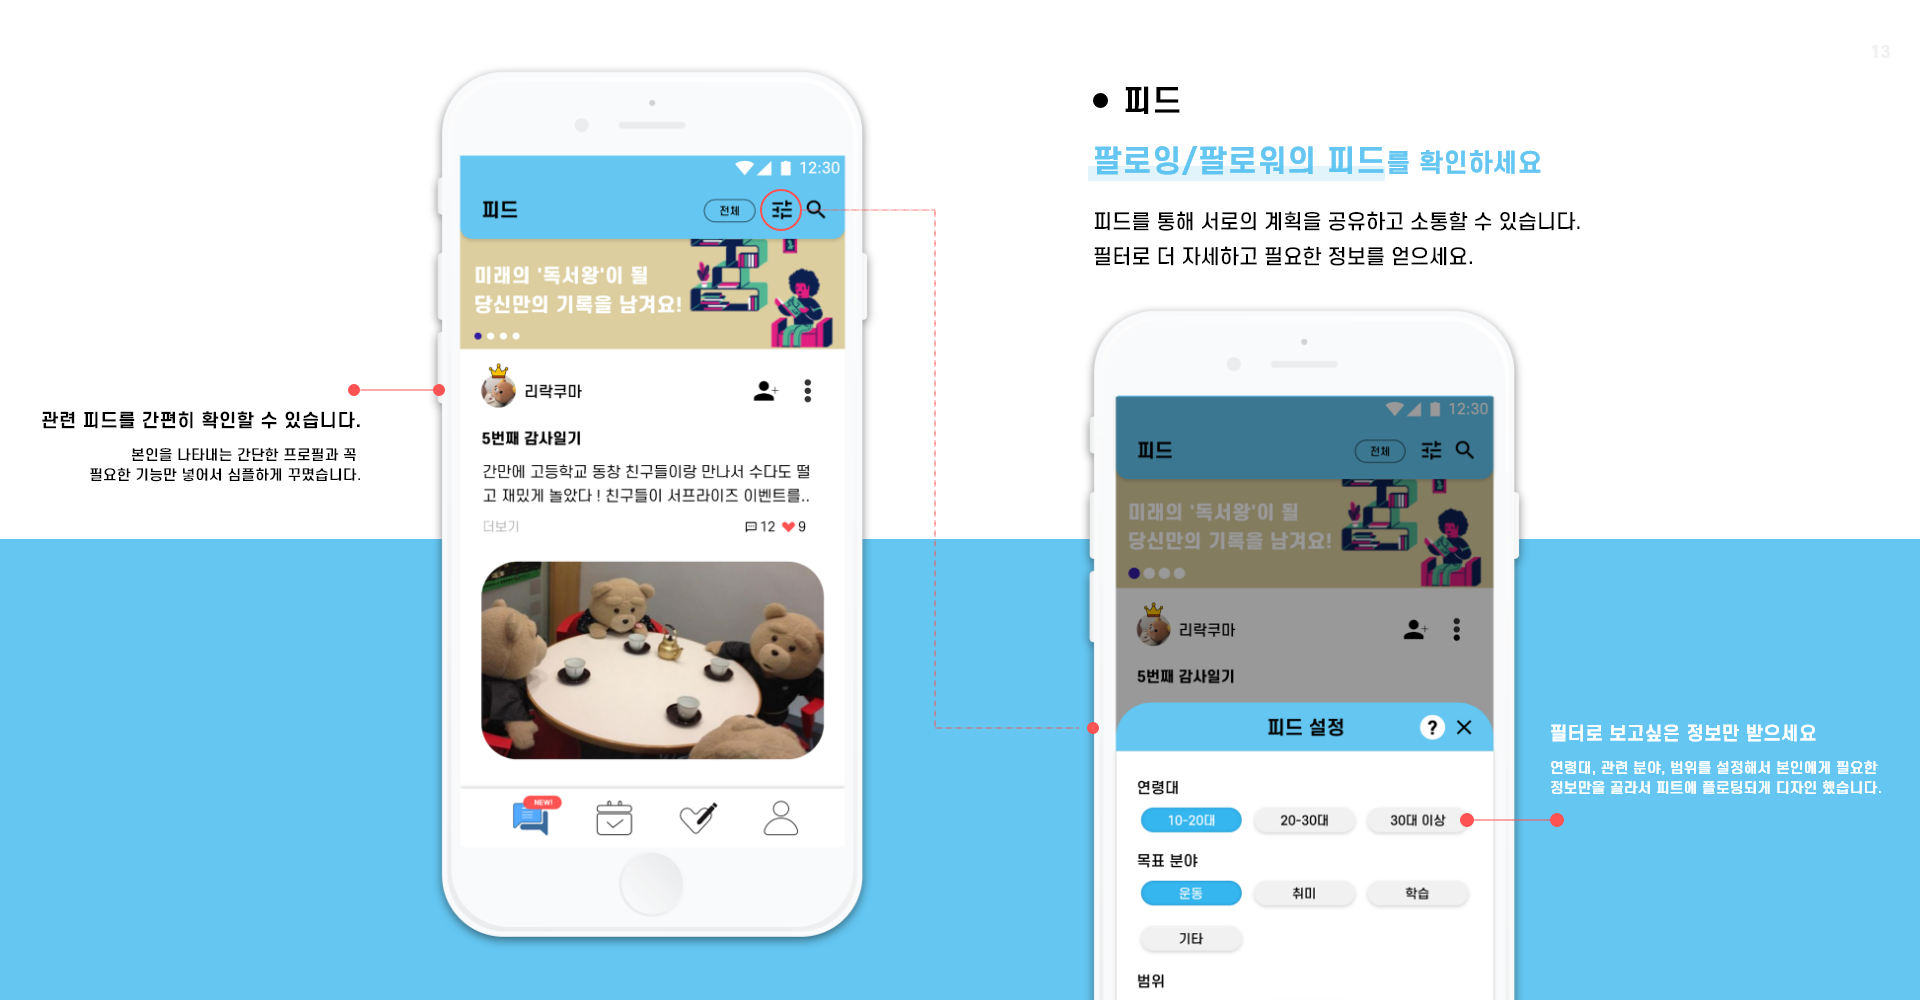 13
피드
팔로잉/팔로워의 피드를 확인하세요
피드를 통해 서로의 계획을 공유하고 소통할 수 있습니다.
필터로 더 자세하고 필요한 정보를 얻으세요.
12:30
피드
전체
미래의 '독서왕'이 될
당신만의 기록을 남겨요!
리락쿠마
5번째 감사일기
간만에 고등학교 동창 친구들이랑 만나서 수다도 떨
고 재밌게 놀았다 ! 친구들이 서프라이즈 이벤트를..
더보기
12 9
NEW!
관련 피드를 간편히 확인할 수 있습니다.
본인을 나타내는 간단한 프로필과 꼭
필요한 기능만 넣어서 심플하게 꾸몄습니다.
12:30
피드
전체
미래의 '독서왕'이 될
당신만의 기록을 남겨요!
리락쿠마
5번째 감사일기
피드 설정
?
연령대
10-20대 20-30대 30대 이상
목표 분야
운동 취미 학습
기타
범위
필터로 보고싶은 정보만 받으세요
연령대, 관련 분야, 범위를 설정해서 본인에게 필요한
정보만을 골라서 피트에 플로팅되게 디자인 했습니다.